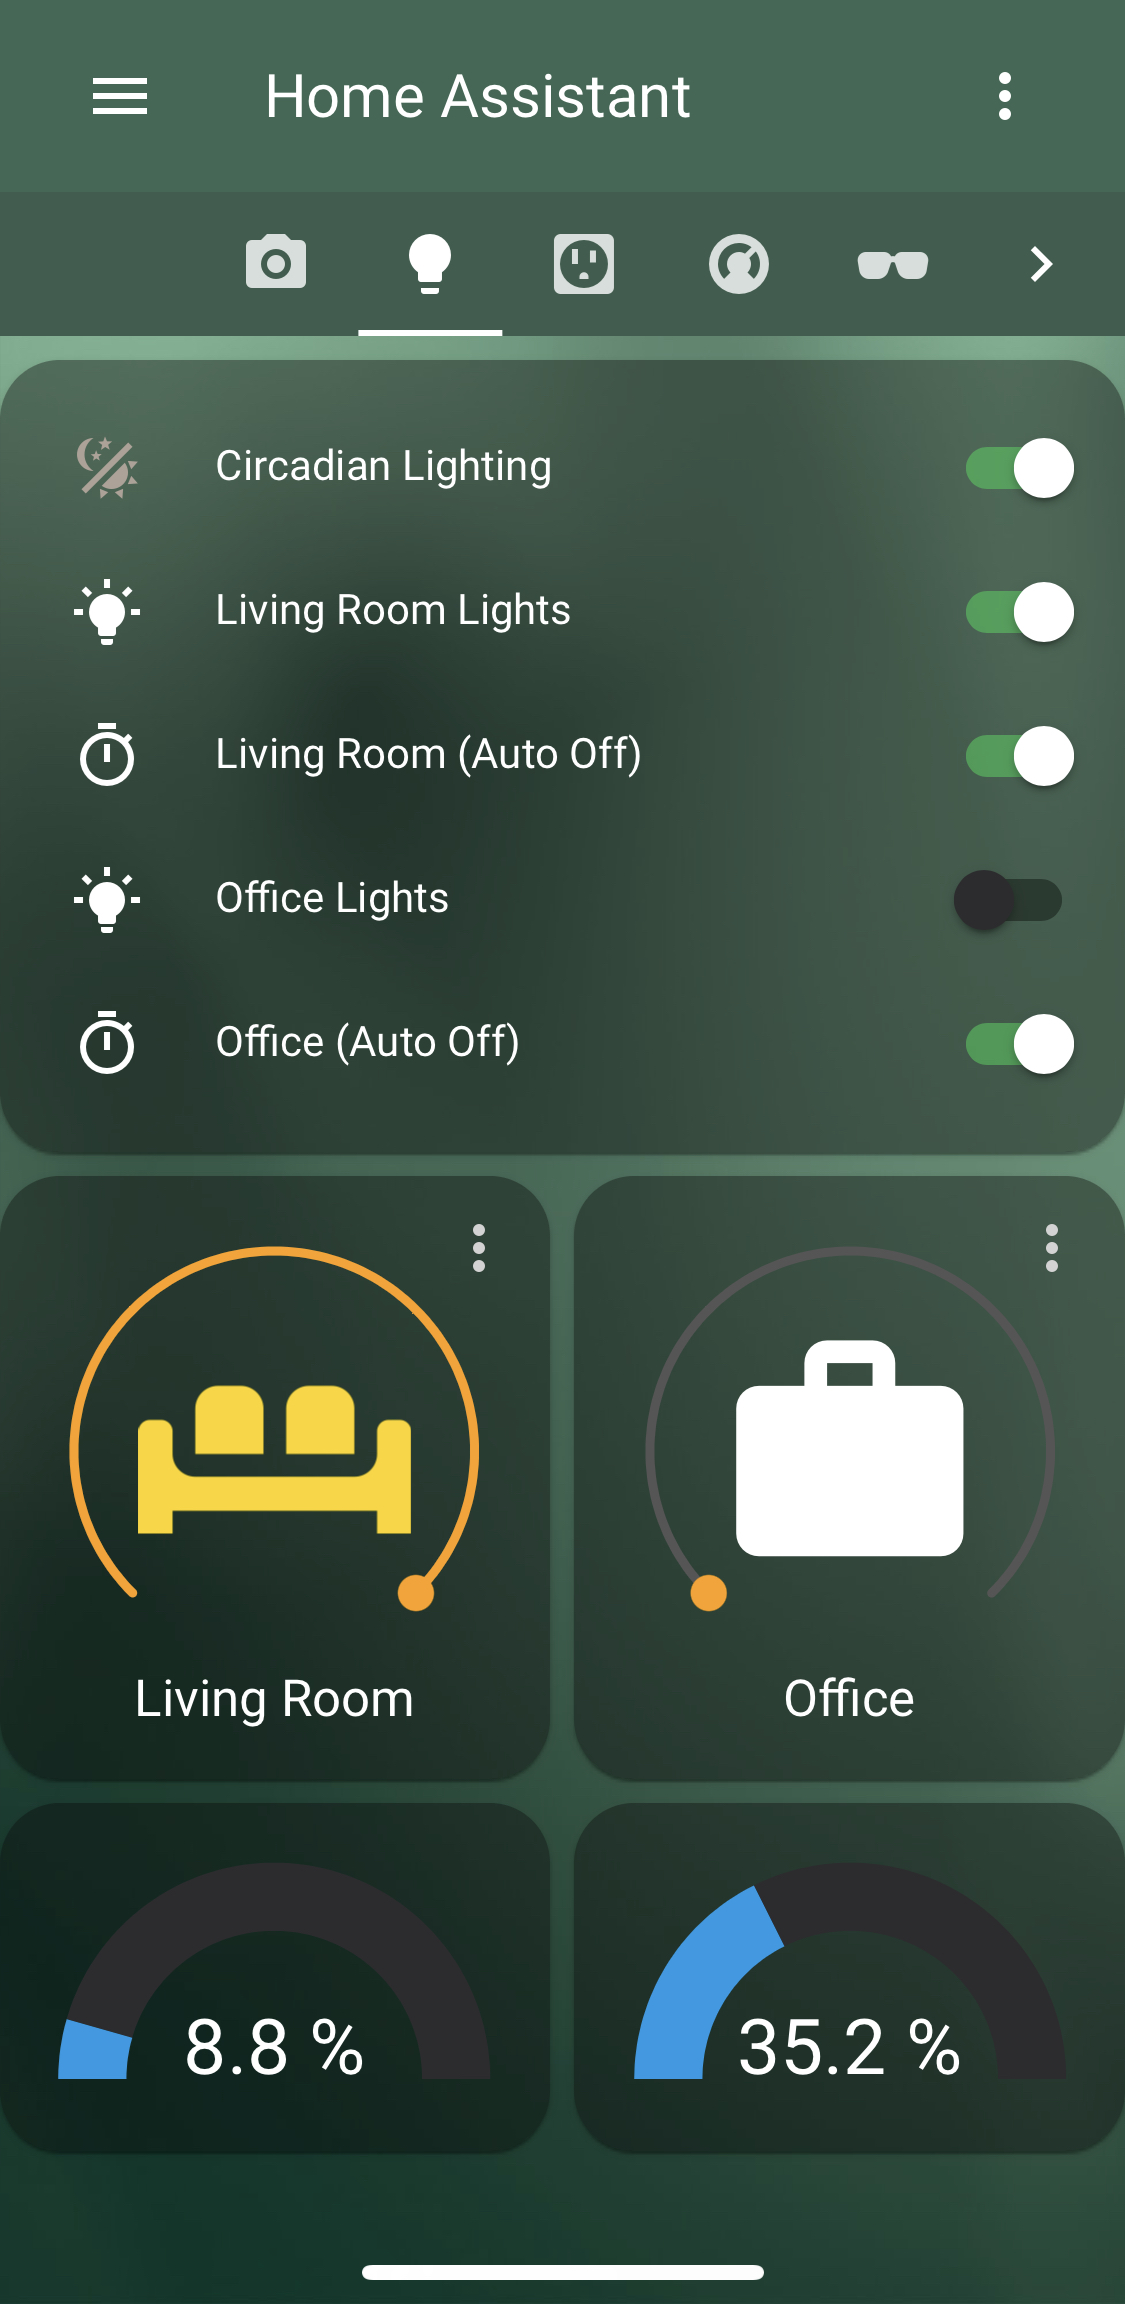 Home Assistant
Circadian Lighting
Living Room Lights
Living Room (Auto Off)
Office Lights
Office (Auto Off)
Living Room
Office
8.8 %
35.2 %